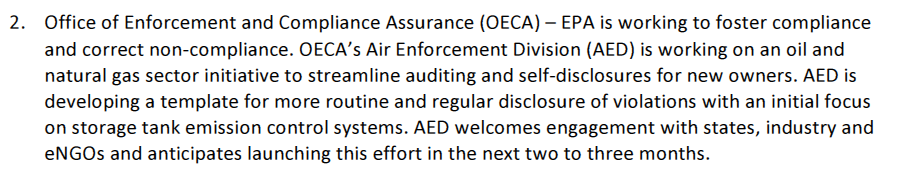 2. Office of Enforcement and Compliance Assurance (OECA) – EPA is working to foster compliance
and correct non-compliance. OECA’s Air Enforcement Division (AED) is working on an oil and
natural gas sector initiative to streamline auditing and self-disclosures for new owners. AED is
developing a template for more routine and regular disclosure of violations with an initial focus
on storage tank emission control systems. AED welcomes engagement with states, industry and
eNGOs and anticipates launching this effort in the next two to three months.